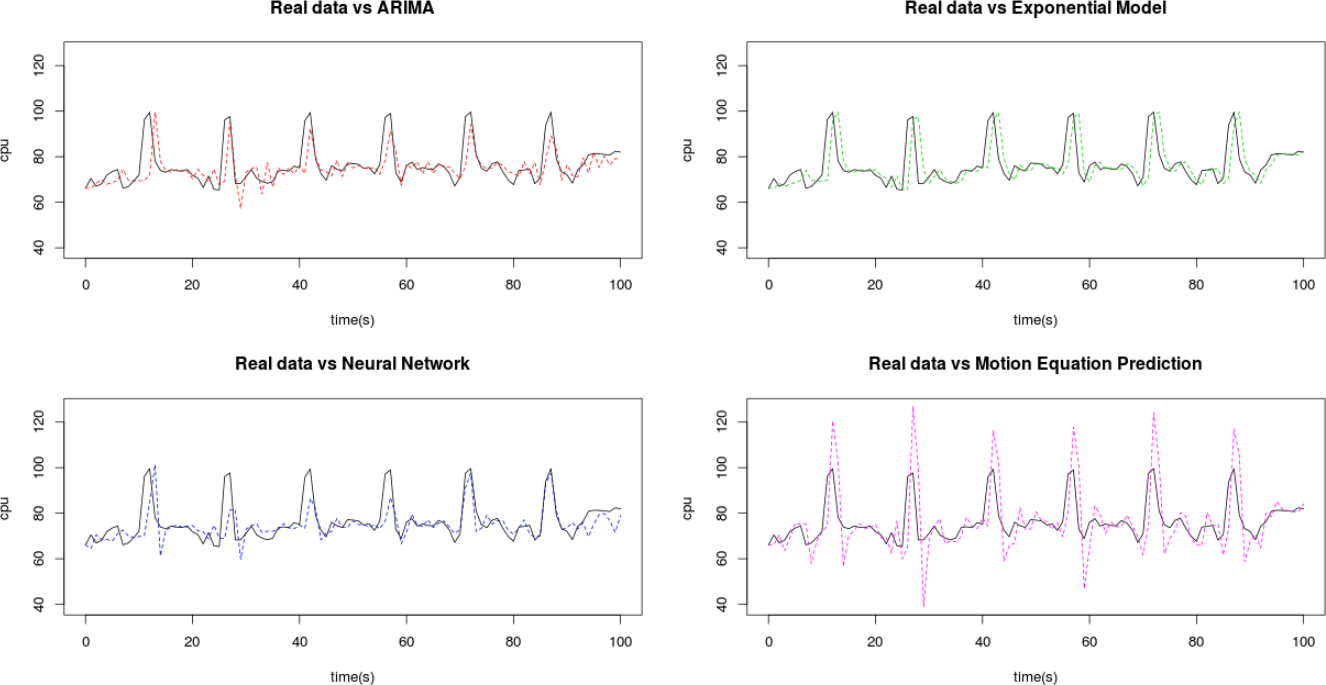 Real data vs ARIMA
cpu
120
100
80
60
40
0 20 40 60 80 100
time(s)
Real data vs Exponential Model
cpu
120
100
80
60
40
0 20 40 60 80 100
time(s)
Real data vs Neural Network
cpu
120
100
80
60
40
0 20 40 60 80 100
time(s)
Real data vs Motion Equation Prediction
cpu
120
100
80
60
40
0 20 40 60 80 100
time(s)